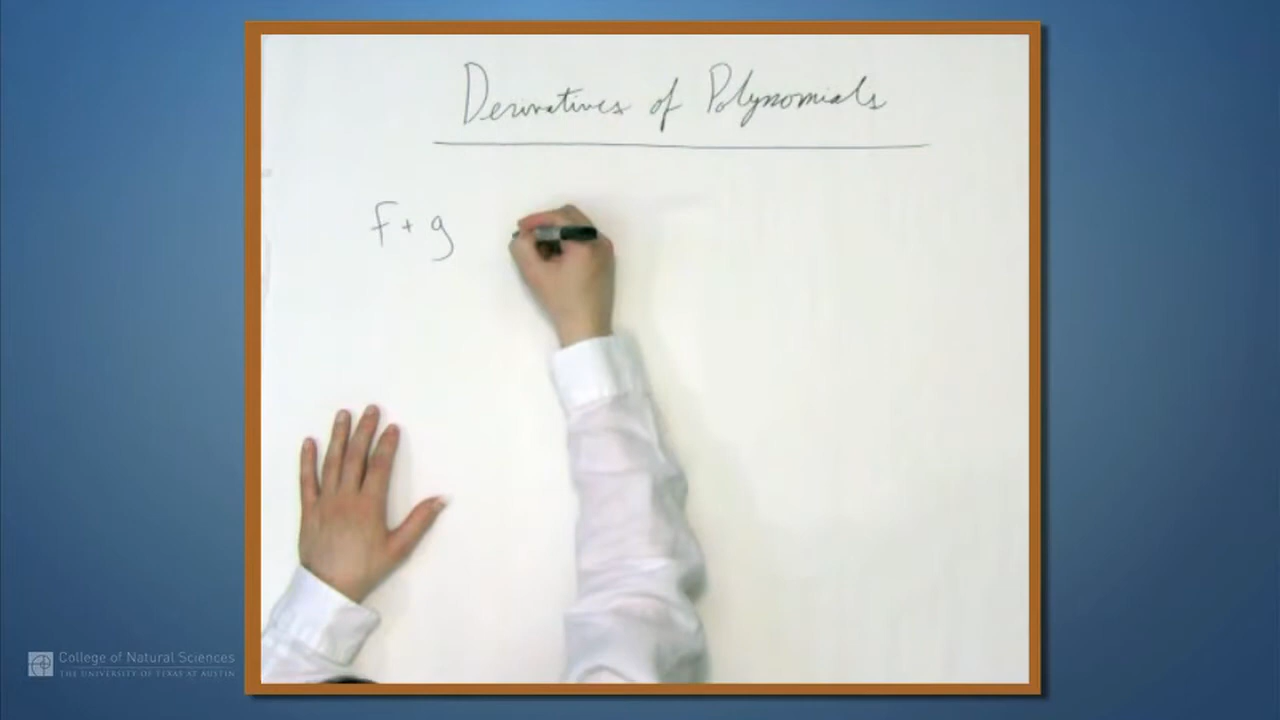 Derivatives of Polynomials
f + g
College of Natural Sciences
THE UNIVERSITY OF TEXAS AT AUSTIN